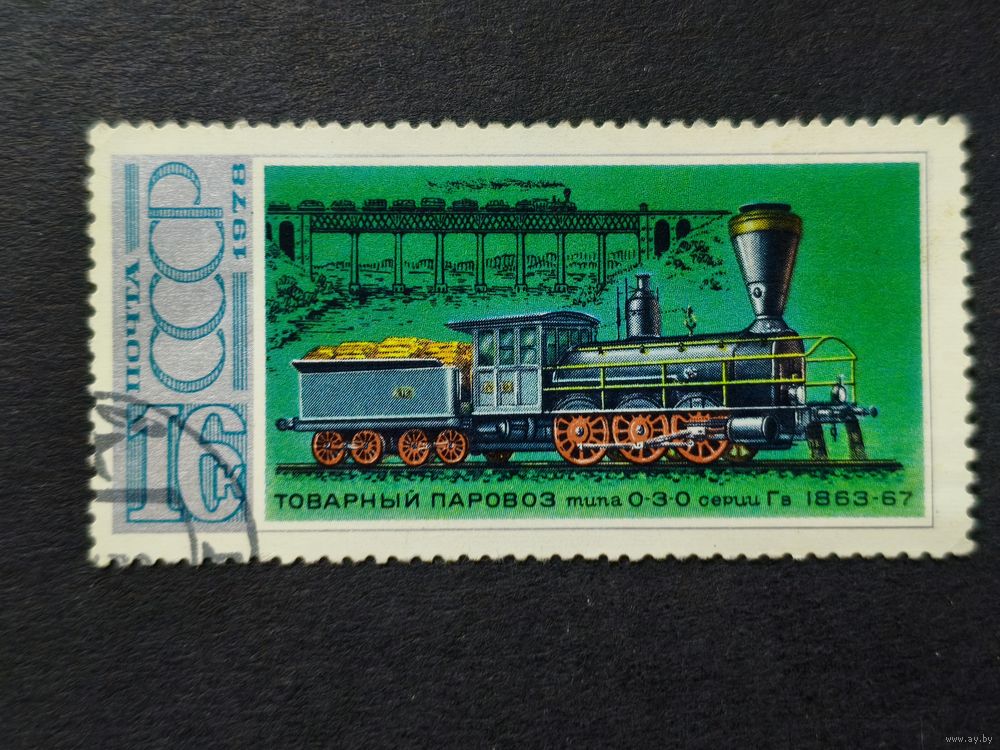 ПОЧТА
СССР
1978
16 к
ТОВАРНЫЙ ПАРОВОЗ типа 0-3-0 серии Гв 1863-67
www.ay.by